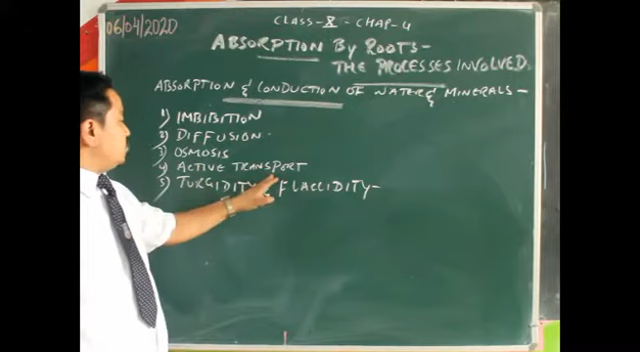 06/04/2020
CLASS-X-CHAP-4
ABSORPTION By ROOTS-
THE PROCESSES INVOLVED.
ABSORPTION & CONDUCTION OF WATER & MINERALS-
1) IMBIBITION
2) DIFFUSION.
3) OSMOSIS
4) ACTIVE TRANSPORT
5) TURGIDITY & FLACCIDITY-